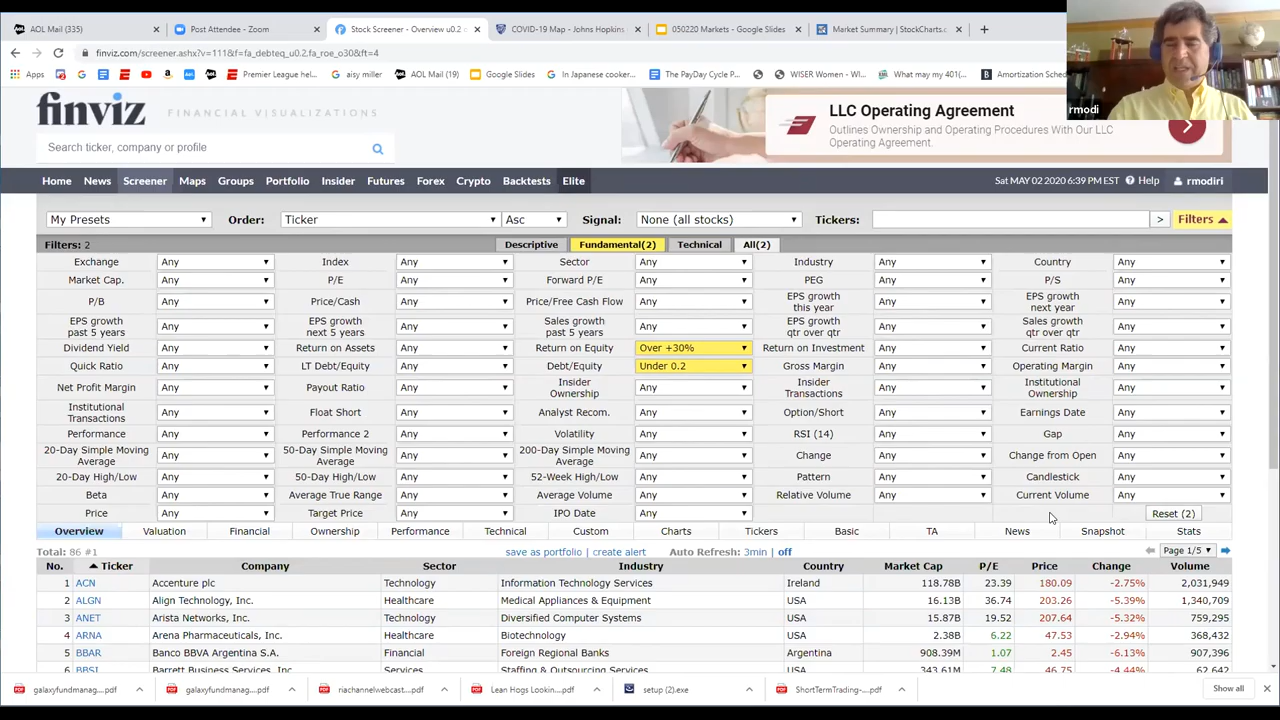 AOL Mail (335) × Post Attendee - Zoom × Stock Screener - Overview u0.2 × COVID-19 Map - Johns Hopkins × 050220 Markets - Google Slides × Market Summary | StockCharts.c ×
finviz.com/screener.ashx?v=111&f=fa_debteq_u0.2,fa_roe_o30&ft=4
Apps Premier League hel... aisy miller AOL Mail (19) Google Slides In Japanese cooker... The PayDay Cycle P... WISER Women - WI... What may my 401(... Amortization Sched
rmodi
finviz FINANCIAL VISUALIZATIONS
LLC Operating Agreement
Outlines Ownership and Operating Procedures With Our LLC
Operating Agreement.
Search ticker, company or profile
Home News Screener Maps Groups Portfolio Insider Futures Forex Crypto Backtests Elite Sat MAY 02 2020 6:39 PM EST Help rmodiri
My Presets Order: Ticker Asc Signal: None (all stocks) Tickers: > Filters
Filters: 2 Descriptive Fundamental(2) Technical All(2)
Exchange Any Index Any Sector Any Industry Any Country Any
Market Cap. Any P/E Any Forward P/E Any PEG Any P/S Any
P/B Any Price/Cash Any Price/Free Cash Flow Any EPS growth this year Any EPS growth next year Any
EPS growth past 5 years Any EPS growth next 5 years Any Sales growth past 5 years Any EPS growth qtr over qtr Any Sales growth qtr over qtr Any
Dividend Yield Any Return on Assets Any Return on Equity Over +30% Return on Investment Any Current Ratio Any
Quick Ratio Any LT Debt/Equity Any Debt/Equity Under 0.2 Gross Margin Any Operating Margin Any
Net Profit Margin Any Payout Ratio Any Insider Ownership Any Insider Transactions Any Institutional Ownership Any
Institutional Transactions Any Float Short Any Analyst Recom. Any Option/Short Any Earnings Date Any
Performance Any Performance 2 Any Volatility Any RSI (14) Any Gap Any
20-Day Simple Moving Average Any 50-Day Simple Moving Average Any 200-Day Simple Moving Average Any Change Any Change from Open Any
20-Day High/Low Any 50-Day High/Low Any 52-Week High/Low Any Pattern Any Candlestick Any
Beta Any Average True Range Any Average Volume Any Relative Volume Any Current Volume Any
Price Any Target Price Any IPO Date Any Reset (2)
Overview Valuation Financial Ownership Performance Technical Custom Charts Tickers Basic TA News Snapshot Stats
Total: 86 #1 save as portfolio | create alert Auto Refresh: 3min | off Page 1/5
No. Ticker Company Sector Industry Country Market Cap P/E Price Change Volume
1 ACN Accenture plc Technology Information Technology Services Ireland 118.78B 23.39 180.09 -2.75% 2,031,949
2 ALGN Align Technology, Inc. Healthcare Medical Appliances & Equipment USA 16.13B 36.74 203.26 -5.39% 1,340,709
3 ANET Arista Networks, Inc. Technology Diversified Computer Systems USA 15.87B 19.52 207.64 -5.32% 759,295
4 ARNA Arena Pharmaceuticals, Inc. Healthcare Biotechnology USA 2.38B 6.22 47.53 -2.94% 368,432
5 BBAR Banco BBVA Argentina S.A. Financial Foreign Regional Banks Argentina 908.39M 1.07 2.45 -6.13% 907,396
BBSI Barrett Business Services, Inc. Services Staffing & Outsourcing Services USA 343.61M 7.48 46.75 -4.44% 62,642
galaxyfundmanag....pdf galaxyfundmanag....pdf riachannelwebcast....pdf Lean Hogs Lookin....pdf setup (2).exe ShortTermTrading-....pdf Show all ×